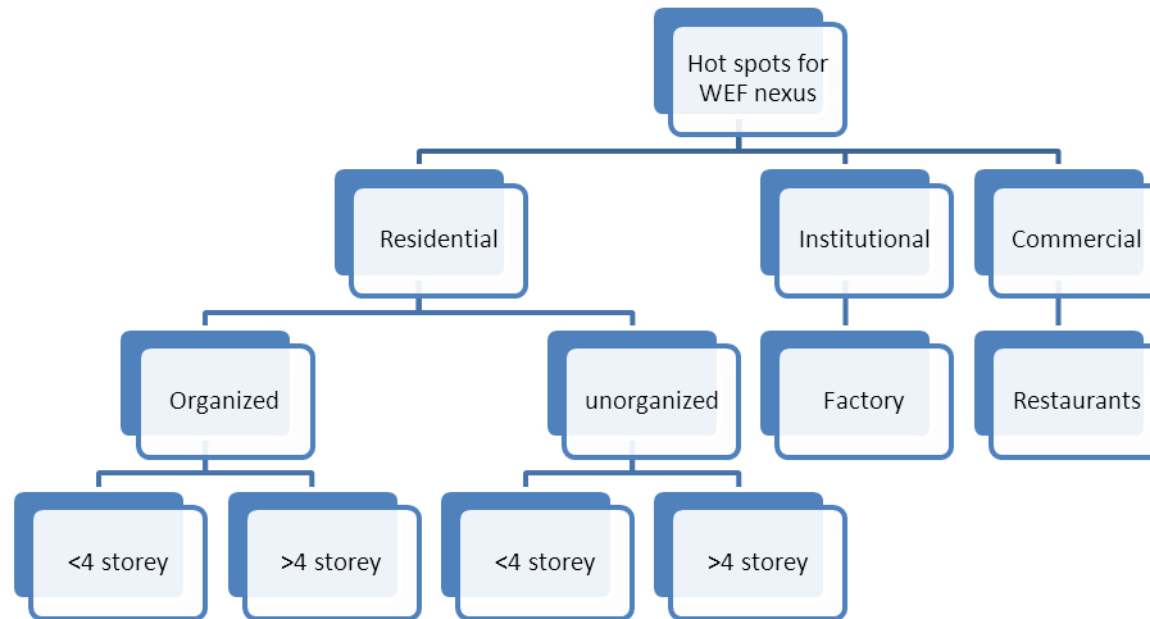 Hot spots for
WEF nexus
Residential
Institutional
Commercial
Organized
unorganized
Factory
Restaurants
<4 storey
>4 storey
<4 storey
>4 storey